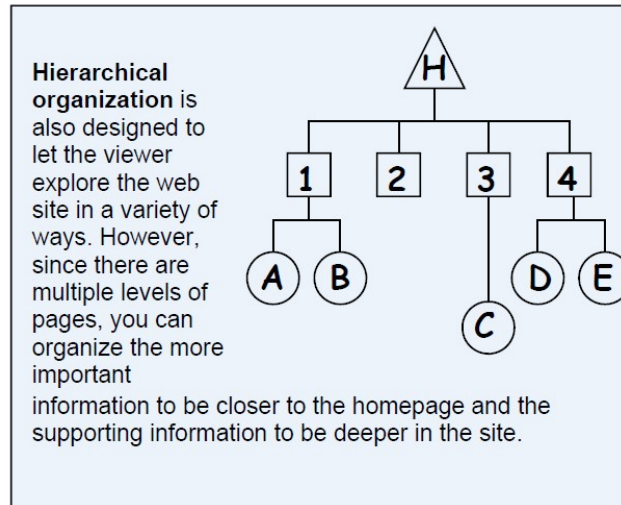 Hierarchical
organization is
also designed to
let the viewer
explore the web
site in a variety of
ways. However,
since there are
multiple levels of
pages, you can
organize the more
important
information to be closer to the homepage and the
supporting information to be deeper in the site.
H
1 2 3 4
A B D E
C